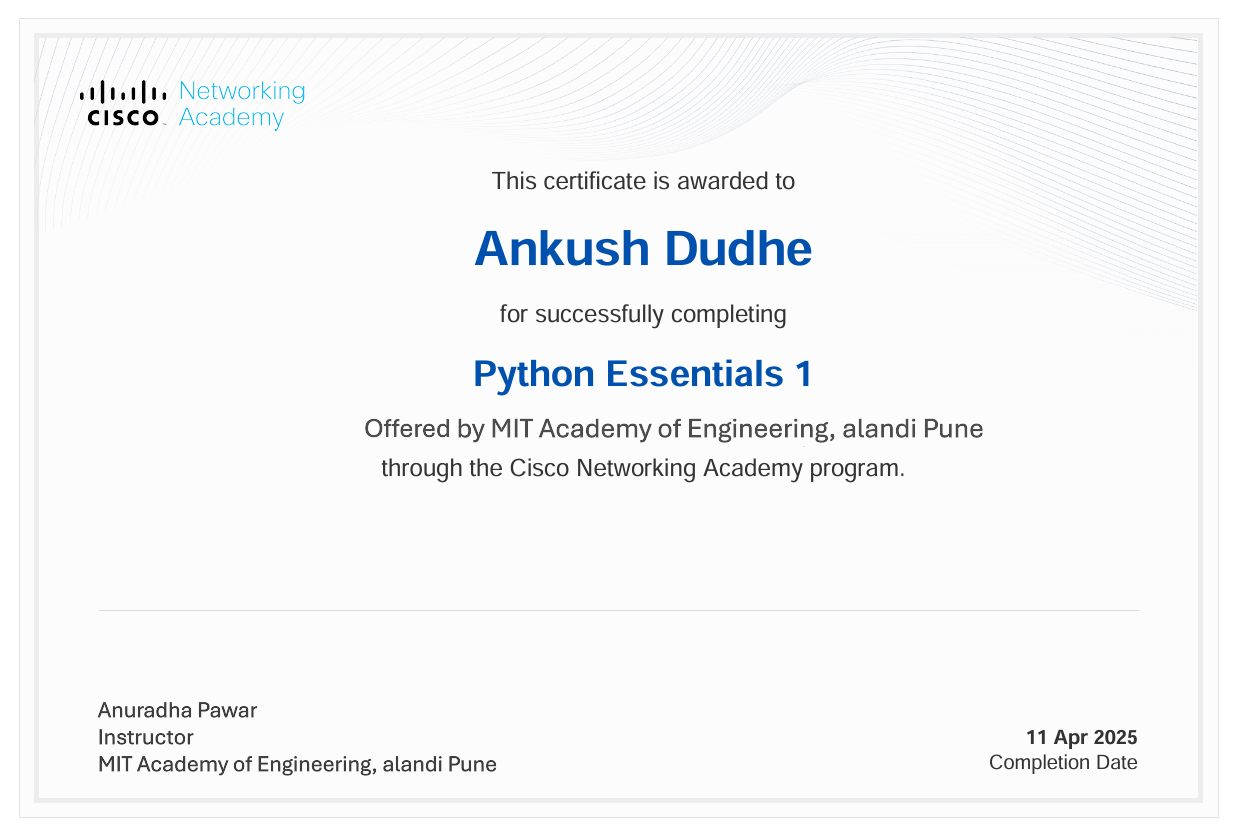 Networking
cisco Academy
This certificate is awarded to
Ankush Dudhe
for successfully completing
Python Essentials 1
Offered by MIT Academy of Engineering, alandi Pune
through the Cisco Networking Academy program.
Anuradha Pawar
Instructor
MIT Academy of Engineering, alandi Pune
11 Apr 2025
Completion Date